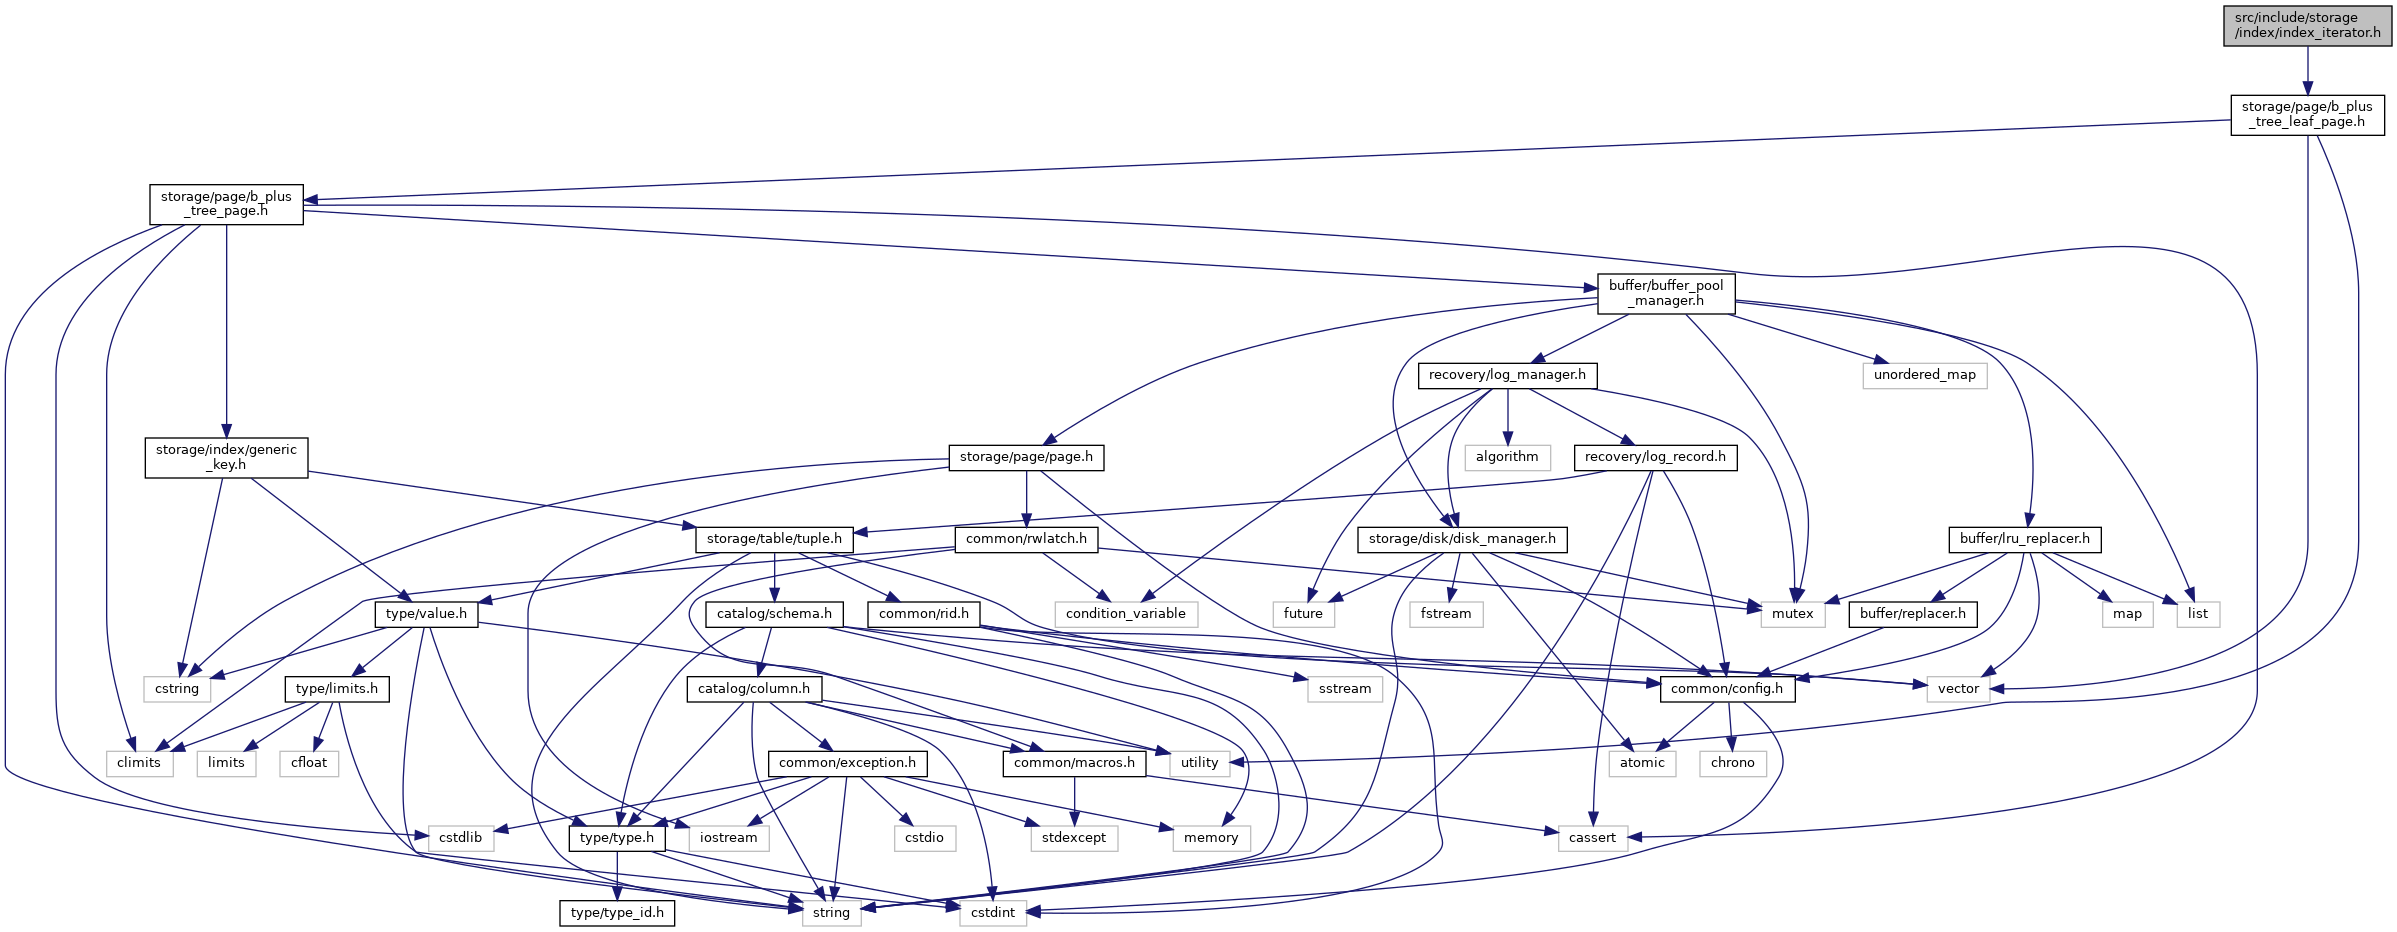 src/include/storage
/index/index_iterator.h
storage/page/b_plus
_tree_leaf_page.h
storage/page/b_plus
_tree_page.h
buffer/buffer_pool
_manager.h
recovery/log_manager.h
unordered_map
storage/index/generic
_key.h
storage/page/page.h
algorithm
recovery/log_record.h
storage/table/tuple.h
common/rwlatch.h
storage/disk/disk_manager.h
buffer/lru_replacer.h
type/value.h
catalog/schema.h
common/rid.h
condition_variable
future
fstream
mutex
buffer/replacer.h
map
list
cstring
type/limits.h
catalog/column.h
sstream
common/config.h
vector
climits
limits
cfloat
common/exception.h
common/macros.h
utility
atomic
chrono
cstdlib
type/type.h
iostream
cstdio
stdexcept
memory
cassert
type/type_id.h
string
cstdint